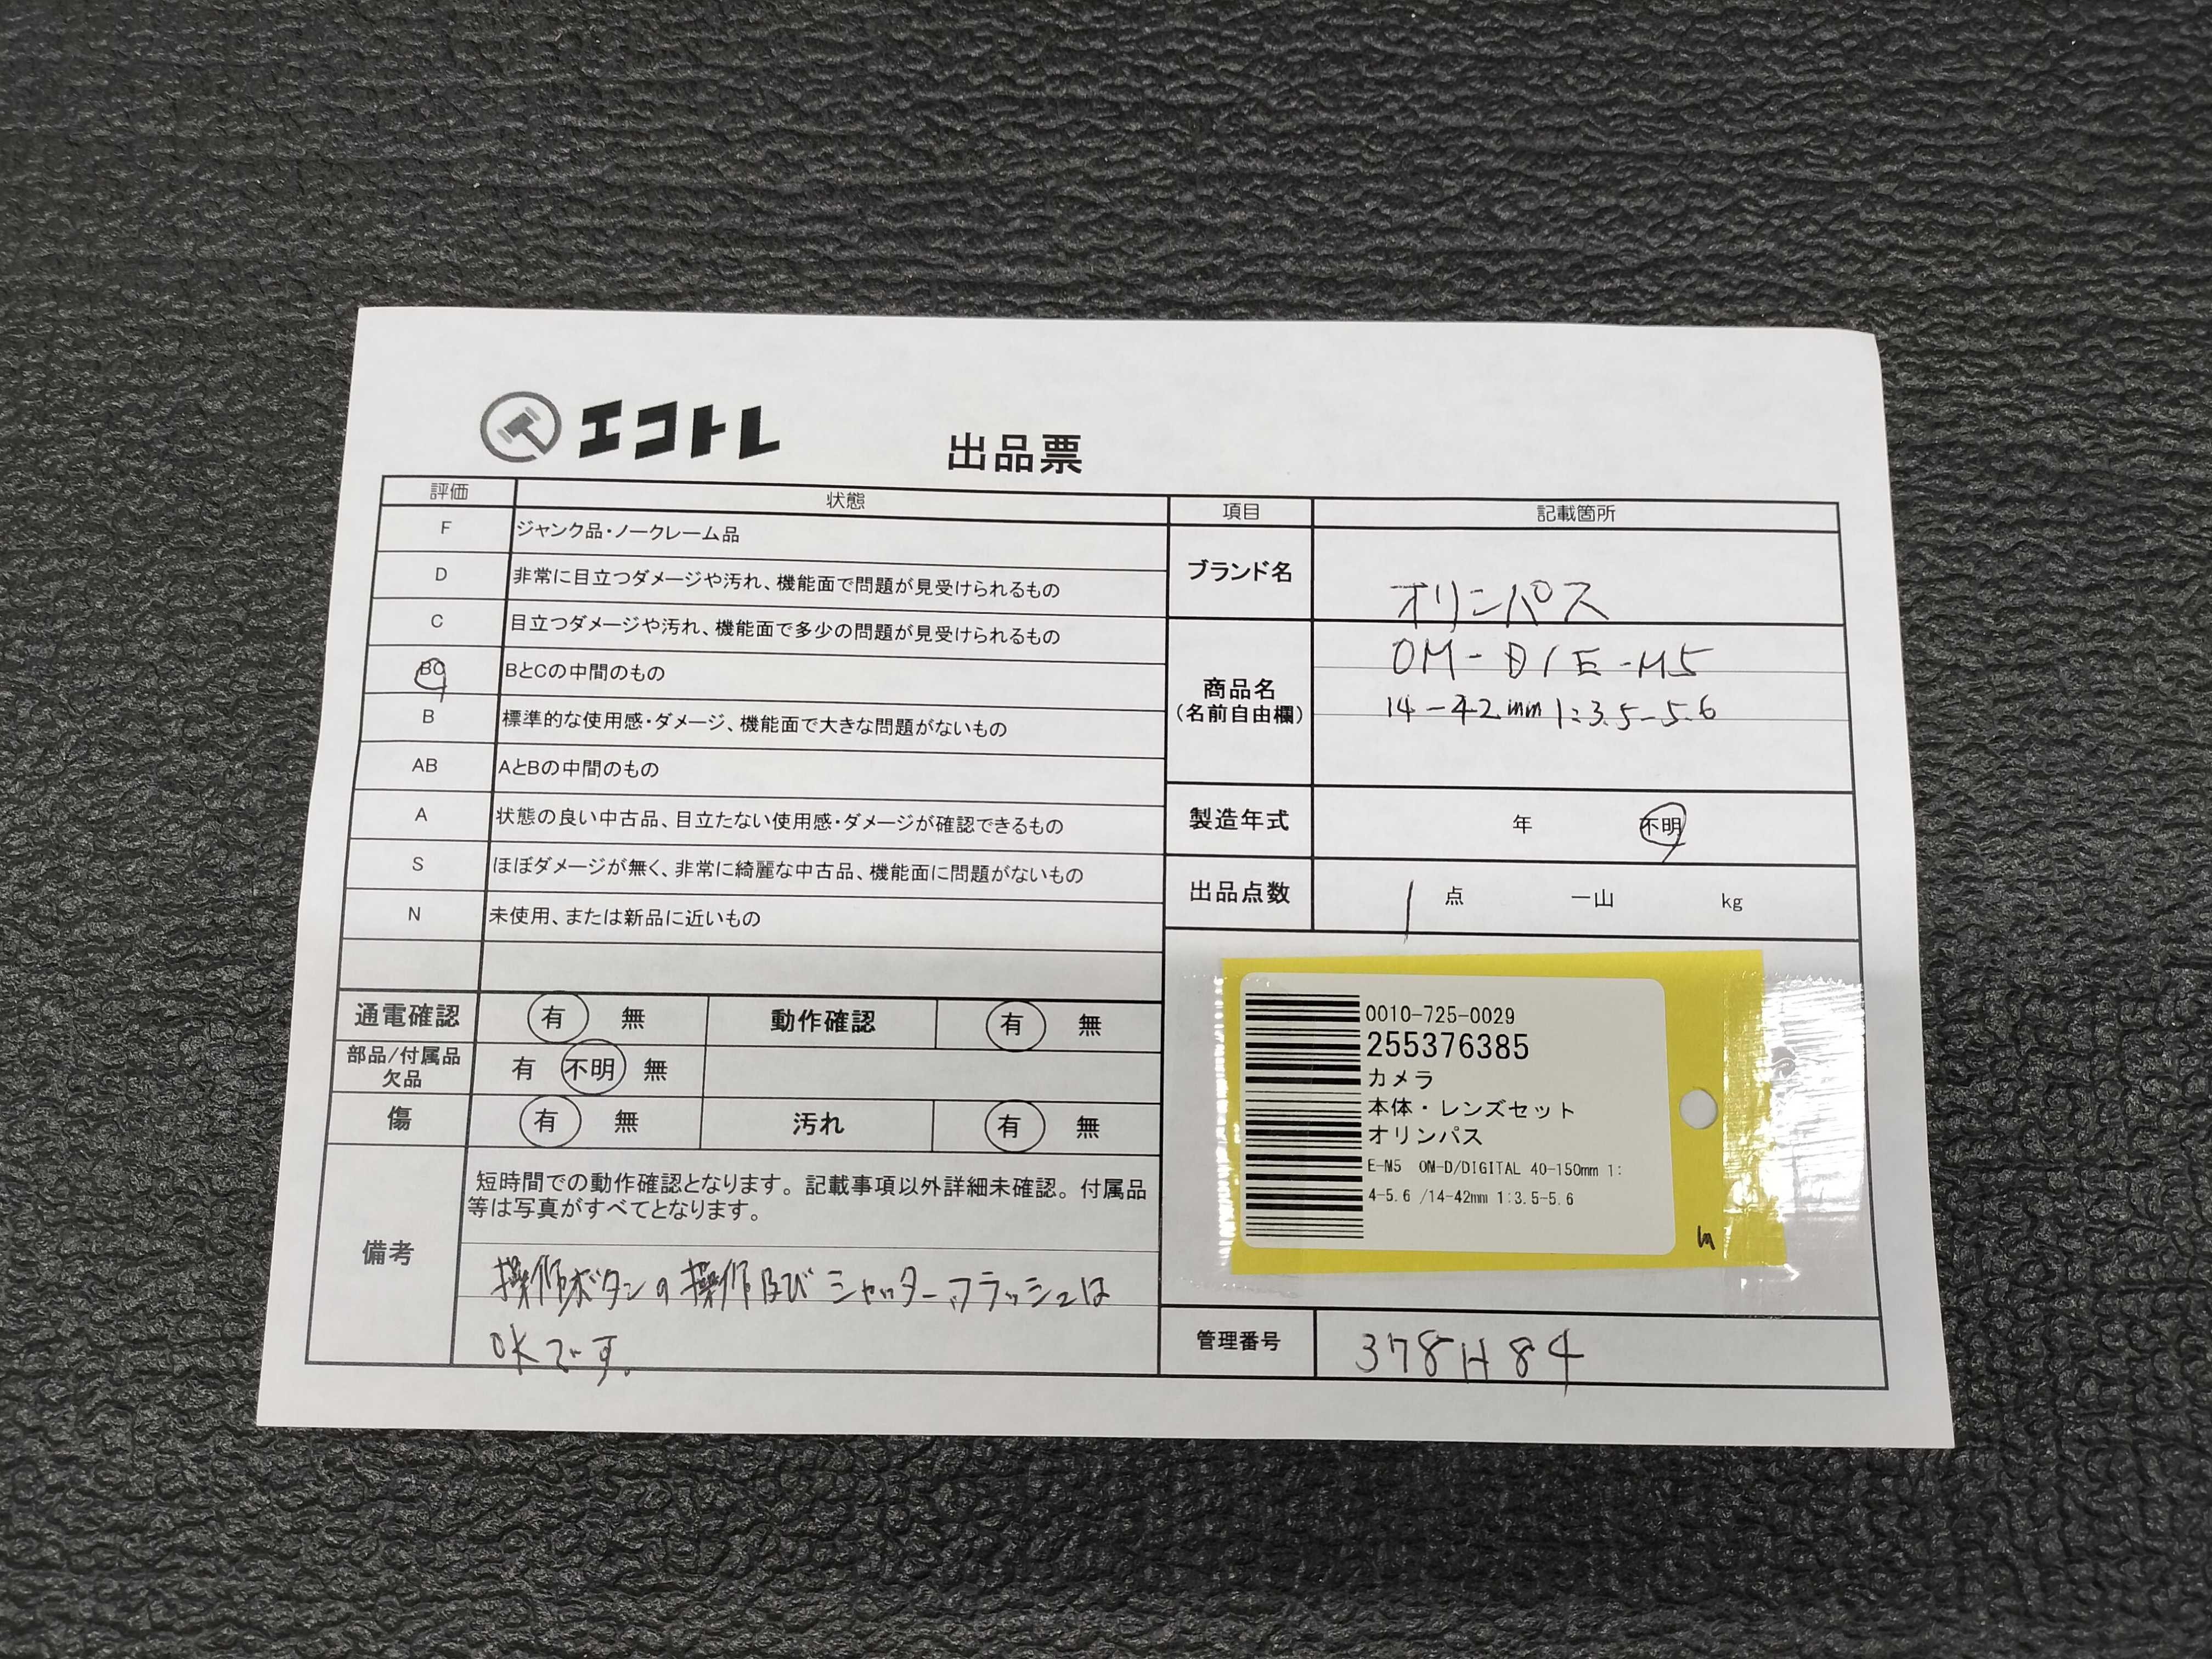 エコトレ
出品票
評価 状態
F ジャンク品・ノークレーム品
D 非常に目立つダメージや汚れ、機能面で問題が見受けられるもの
C 目立つダメージや汚れ、機能面で多少の問題が見受けられるもの
BC BとCの中間のもの
B 標準的な使用感・ダメージ、機能面で大きな問題がないもの
AB AとBの中間のもの
A 状態の良い中古品、目立たない使用感・ダメージが確認できるもの
S ほぼダメージが無く、非常に綺麗な中古品、機能面に問題がないもの
N 未使用、または新品に近いもの
通電確認 有 無 動作確認 有 無
部品/付属品
欠品 有 不明 無
傷 有 無 汚れ 有 無
備考
短時間での動作確認となります。記載事項以外詳細未確認。付属品
等は写真がすべてとなります。
操作ボタンの操作及びシャッター、フラッシュは
OKです。
項目 記載箇所
ブランド名 オリンパス
商品名
(名前自由欄)
OM-D/E-M5
14-42mm 1:3.5-5.6
製造年式 年 不明
出品点数 1 点 一山 kg
0010-725-0029
255376385
カメラ
本体・レンズセット
オリンパス
E-M5 OM-D/DIGITAL 40-150mm 1:
4-5.6 /14-42mm 1:3.5-5.6
管理番号 378H84